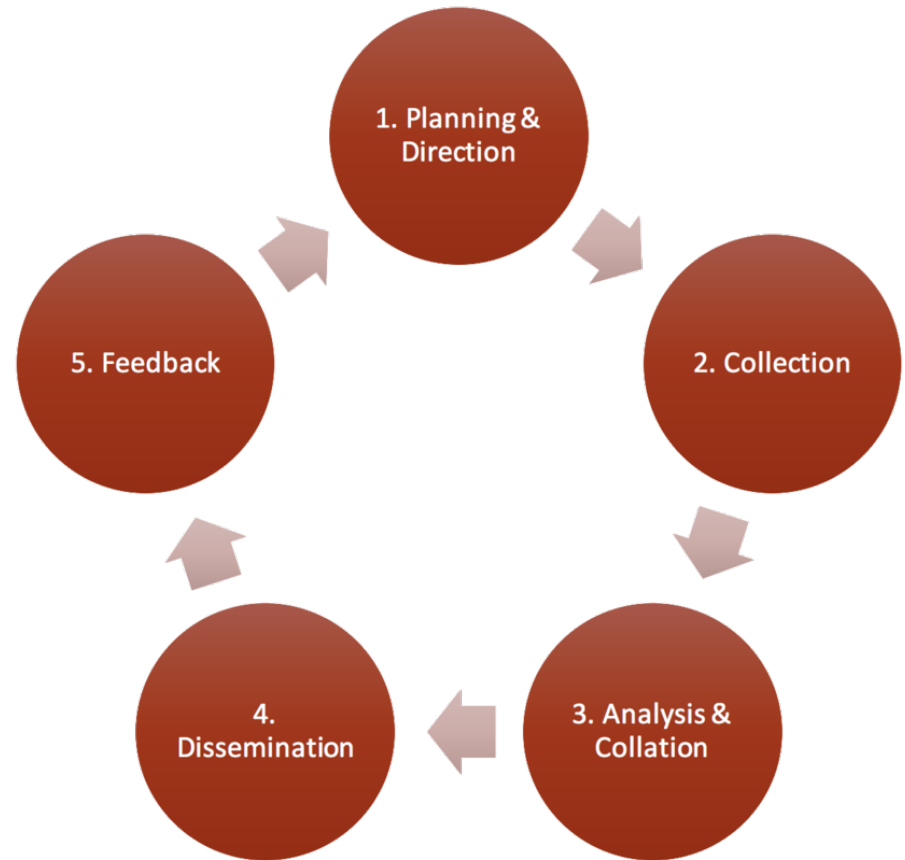 1. Planning &
Direction
2. Collection
3. Analysis &
Collation
4.
Dissemination
5. Feedback